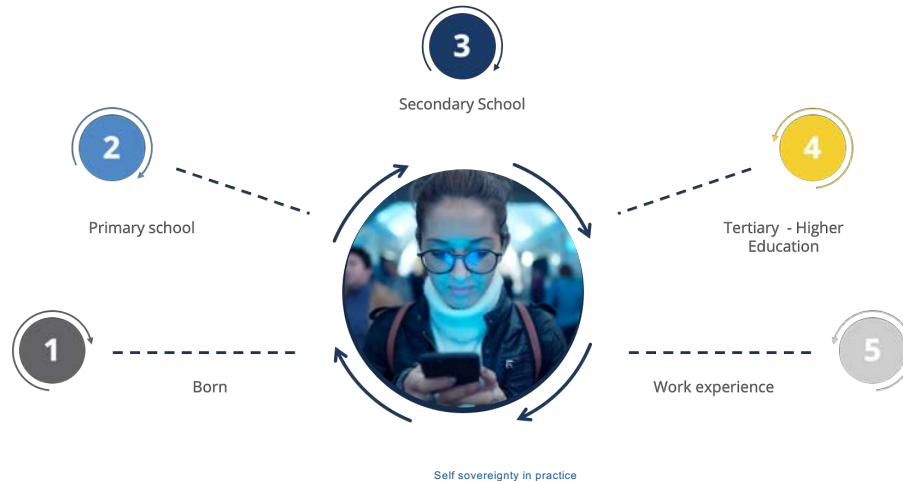 3
Secondary School
2
Primary school
4
Tertiary - Higher
Education
1
Born
5
Work experience
Self sovereignty in practice